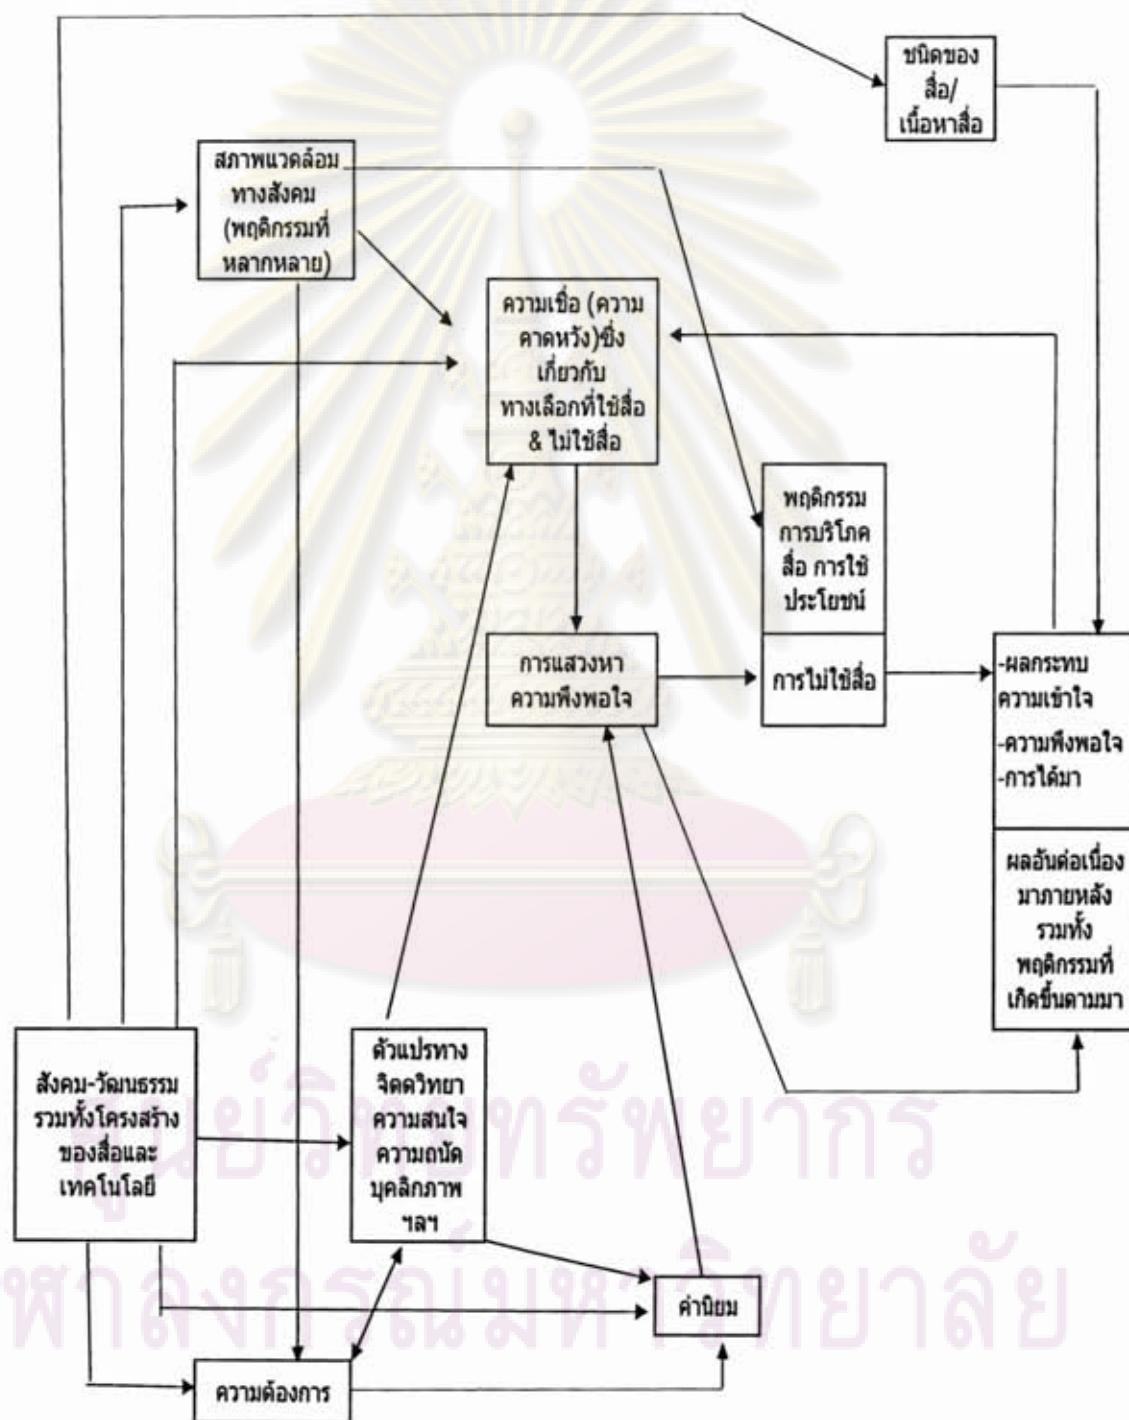 ชนิดของ
สื่อ/
เนื้อหาสื่อ
สภาพแวดล้อม
ทางสังคม
(พฤติกรรมที่
หลากหลาย)
ความเชื่อ (ความ
คาดหวัง)ซึ่ง
เกี่ยวกับ
ทางเลือกที่ใช้สื่อ
& ไม่ใช้สื่อ
พฤติกรรม
การบริโภค
สื่อ การใช้
ประโยชน์
การแสวงหา
ความพึงพอใจ
การไม่ใช้สื่อ
-ผลกระทบ
ความเข้าใจ
-ความพึงพอใจ
-การได้มา
ผลอันต่อเนื่อง
มาภายหลัง
รวมทั้ง
พฤติกรรมที่
เกิดขึ้นตามมา
สังคม-วัฒนธรรม
รวมทั้งโครงสร้าง
ของสื่อและ
เทคโนโลยี
ตัวแปรทาง
จิตตวิทยา
ความสนใจ
ความถนัด
บุคลิกภาพ
ฯลฯ
ค่านิยม
ความต้องการ
ศูนย์วิทยทรัพยากร
ฬาลงกรณ์มหาวิทยาลัย